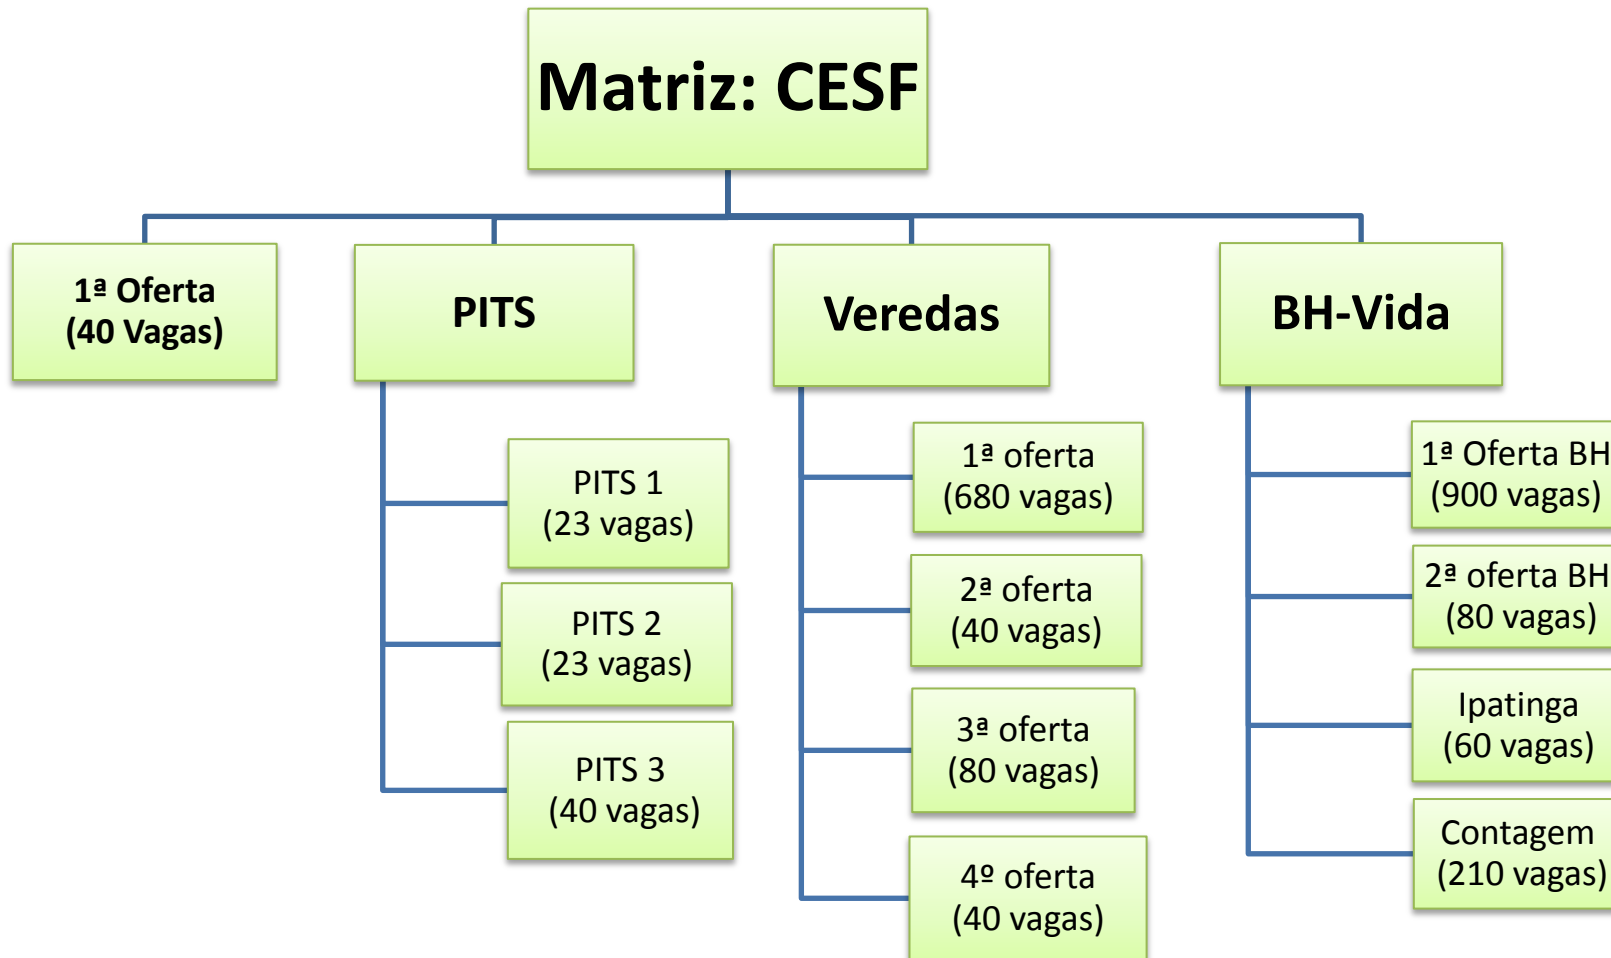 Matriz: CESF
1ª Oferta
(40 Vagas)
PITS
PITS 1
(23 vagas)
PITS 2
(23 vagas)
PITS 3
(40 vagas)
Veredas
1ª oferta
(680 vagas)
2ª oferta
(40 vagas)
3ª oferta
(80 vagas)
4º oferta
(40 vagas)
BH-Vida
1ª Oferta BH
(900 vagas)
2ª oferta BH
(80 vagas)
Ipatinga
(60 vagas)
Contagem
(210 vagas)